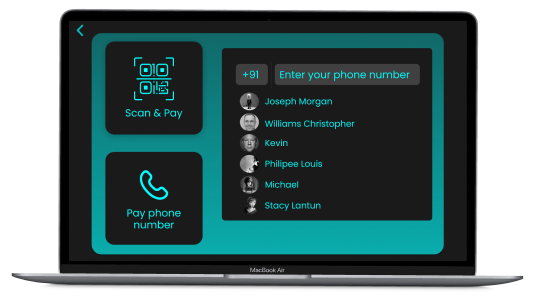 Scan & Pay
Pay phone
number
+91 Enter your phone number
Joseph Morgan
Williams Christopher
Kevin
Philipee Louis
Michael
Stacy Lantun
MacBook Air